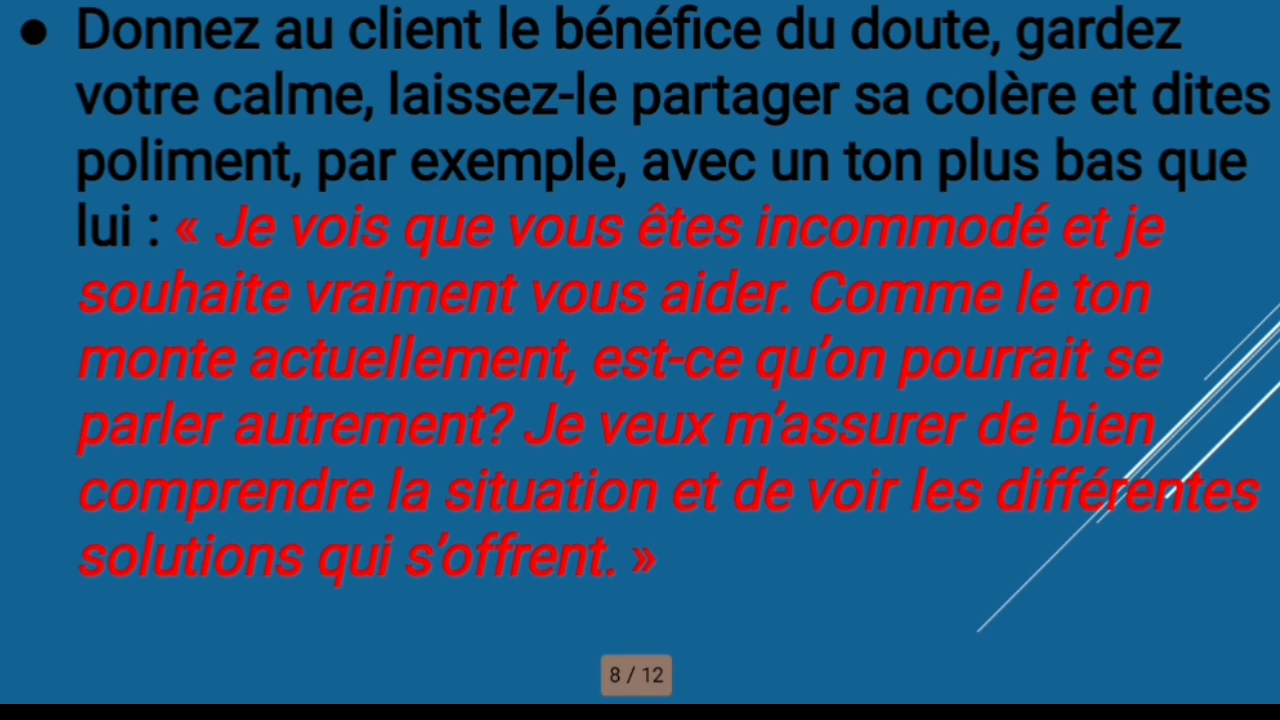 ● Donnez au client le bénéfice du doute, gardez
votre calme, laissez-le partager sa colère et dites
poliment, par exemple, avec un ton plus bas que
lui : « Je vois que vous êtes incommodé et je
souhaite vraiment vous aider. Comme le ton
monte actuellement, est-ce qu’on pourrait se
parler autrement? Je veux m’assurer de bien
comprendre la situation et de voir les différentes
solutions qui s’offrent. »
8 / 12